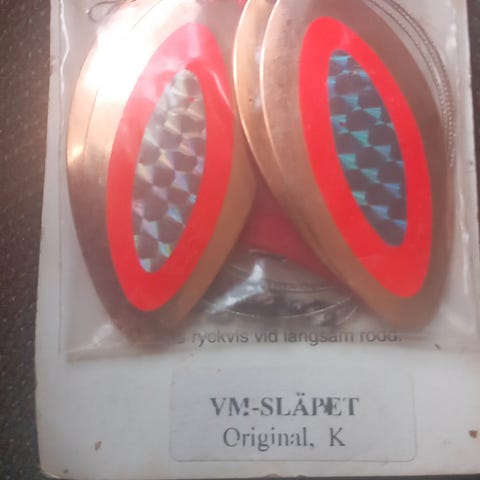 ryckvis vid långsam rodd.
VM-SLÄPET
Original, K